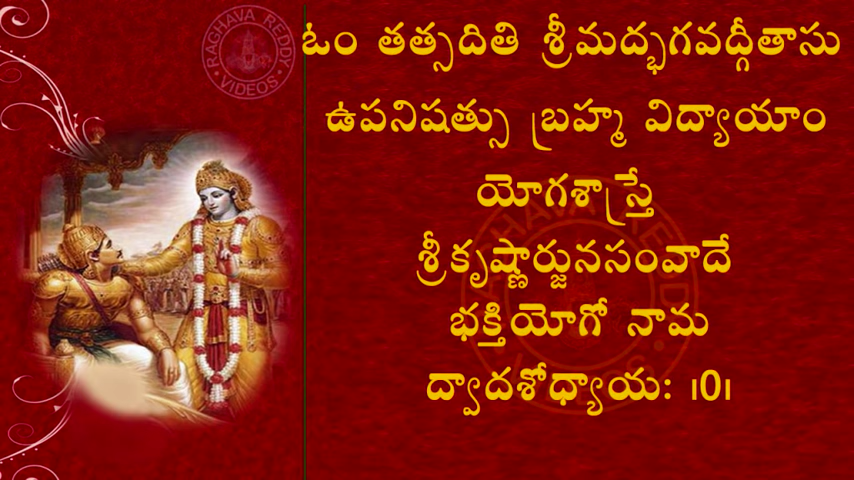 RAGHAVA REDDY
VIDEOS
ఓం తత్సదితి శ్రీమద్భగవద్గీతాసు
ఉపనిషత్సు బ్రహ్మ విద్యాయాం
యోగశాస్త్రే
శ్రీకృష్ణార్జునసంవాదే
భక్తియోగో నామ
ద్వాదశోధ్యాయః ।0।